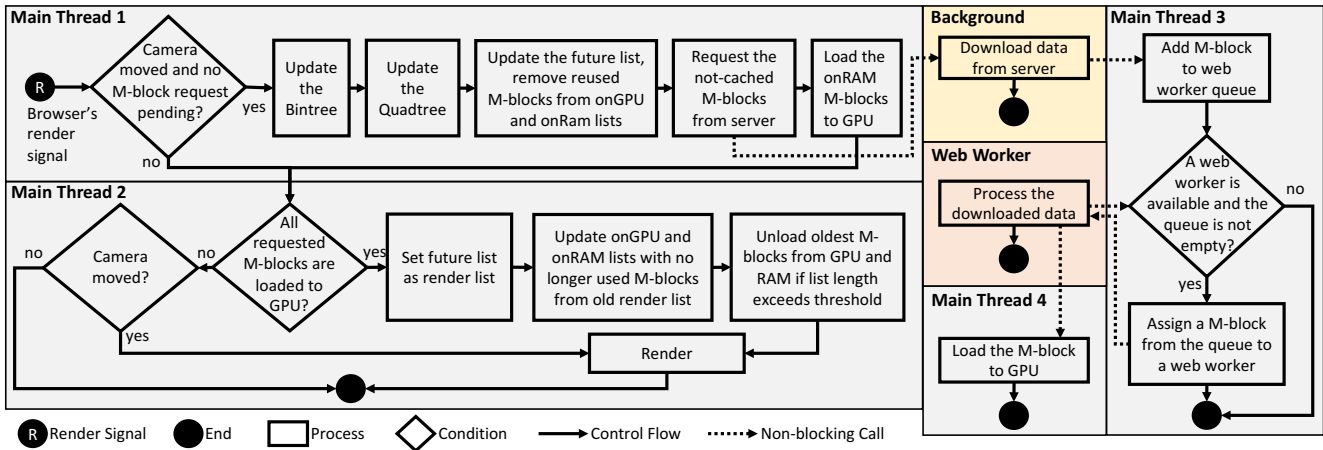 Main Thread 1
R
Browser's
render
signal
Camera
moved and no
M-block request
pending?
yes
no
Update
the
Bintree
Update
the
Quadtree
Update the future list,
remove reused
M-blocks from onGPU
and onRam lists
Request the
not-cached
M-blocks
from server
Load the
onRAM
M-blocks
to GPU
Main Thread 2
no
Camera
moved?
yes
no
All
requested
M-blocks are
loaded to
GPU?
yes
Set future list
as render list
Update onGPU and
onRAM lists with no
longer used M-blocks
from old render list
Unload oldest M-
blocks from GPU and
RAM if list length
exceeds threshold
Render
Background
Download data
from server
Web Worker
Process the
downloaded data
Main Thread 4
Load the M-block
to GPU
Main Thread 3
Add M-block
to web
worker queue
A web
worker is
available and the
queue is not
empty?
no
yes
Assign a M-block
from the queue to
a web worker
R Render Signal
End
Process
Condition
Control Flow
Non-blocking Call